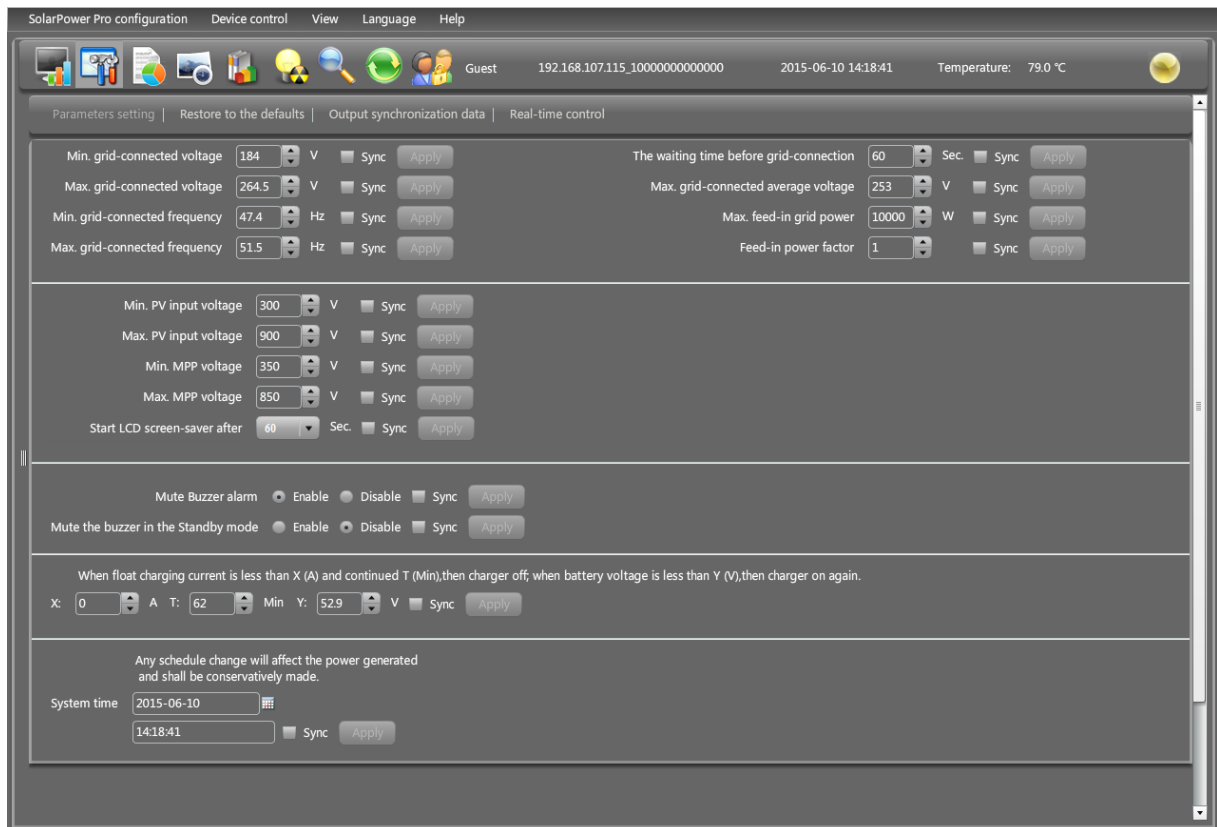 SolarPower Pro configuration Device control View Language Help
Guest 192.168.107.115_10000000000000 2015-06-10 14:18:41 Temperature: 79.0 ℃
Parameters setting | Restore to the defaults | Output synchronization data | Real-time control
Min. grid-connected voltage 184 V Sync Apply The waiting time before grid-connection 60 Sec. Sync Apply
Max. grid-connected voltage 264.5 V Sync Apply Max. grid-connected average voltage 253 V Sync Apply
Min. grid-connected frequency 47.4 Hz Sync Apply Max. feed-in grid power 10000 W Sync Apply
Max. grid-connected frequency 51.5 Hz Sync Apply Feed-in power factor 1 Sync Apply
Min. PV input voltage 300 V Sync Apply
Max. PV input voltage 900 V Sync Apply
Min. MPP voltage 350 V Sync Apply
Max. MPP voltage 850 V Sync Apply
Start LCD screen-saver after 60 Sec. Sync Apply
Mute Buzzer alarm Enable Disable Sync Apply
Mute the buzzer in the Standby mode Enable Disable Sync Apply
When float charging current is less than X (A) and continued T (Min),then charger off; when battery voltage is less than Y (V),then charger on again.
X: 0 A T: 62 Min Y: 52.9 V Sync Apply
Any schedule change will affect the power generated
and shall be conservatively made.
System time 2015-06-10
14:18:41 Sync Apply